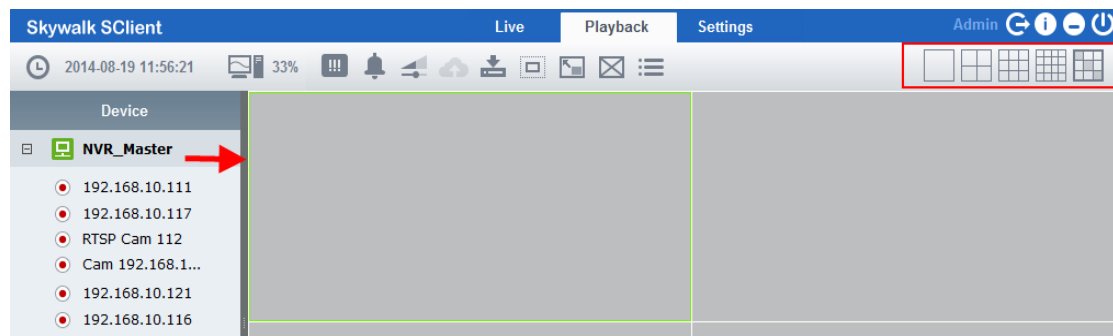 Skywalk SClient Live Playback Settings Admin
2014-08-19 11:56:21 33%
Device
NVR_Master
192.168.10.111
192.168.10.117
RTSP Cam 112
Cam 192.168.1...
192.168.10.121
192.168.10.116